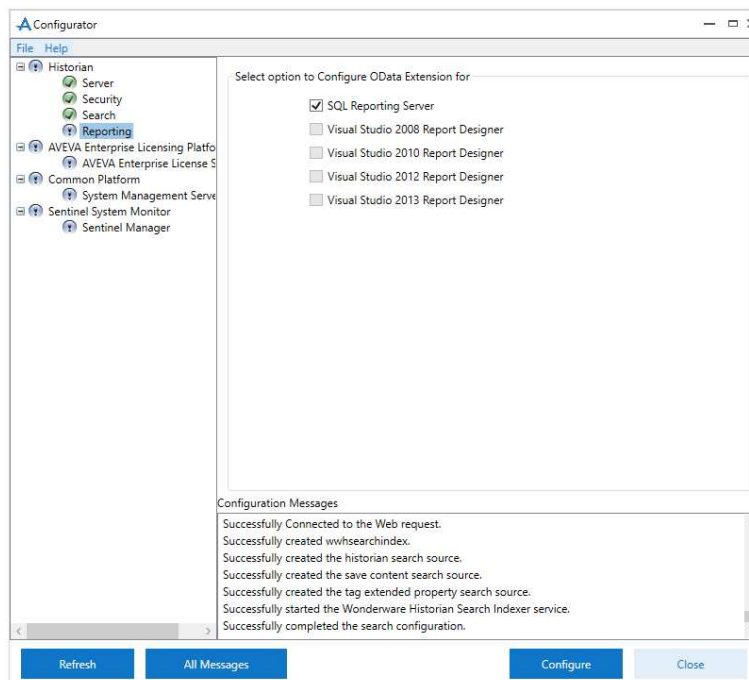 Configurator
File Help
Historian
Server
Security
Search
Reporting
AVEVA Enterprise Licensing Platfo
AVEVA Enterprise License S
Common Platform
System Management Serve
Sentinel System Monitor
Sentinel Manager
Select option to Configure OData Extension for
SQL Reporting Server
Visual Studio 2008 Report Designer
Visual Studio 2010 Report Designer
Visual Studio 2012 Report Designer
Visual Studio 2013 Report Designer
Configuration Messages
Successfully Connected to the Web request.
Successfully created wwhsearchindex.
Successfully created the historian search source.
Successfully created the save content search source.
Successfully created the tag extended property search source.
Successfully started the Wonderware Historian Search Indexer service.
Successfully completed the search configuration.
Refresh
All Messages
Configure
Close